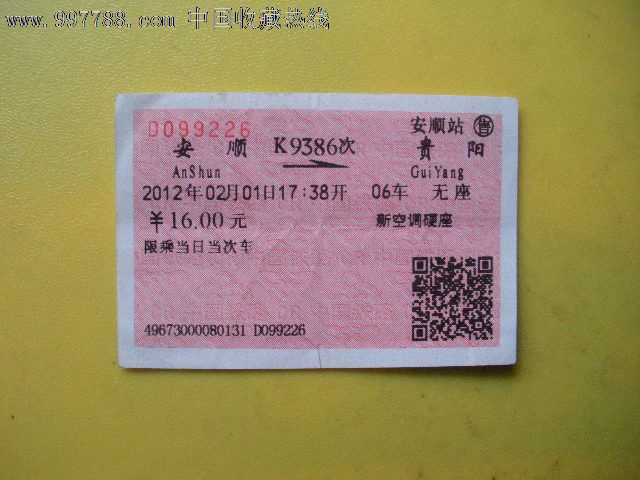 www.997788.com 中国收藏热线
D099226
安顺站 售
安顺 K9386次 贵阳
AnShun GuiYang
2012年02月01日17:38开 06车 无座
￥16.00元 新空调硬座
限乘当日当次车
49673000080131 D099226